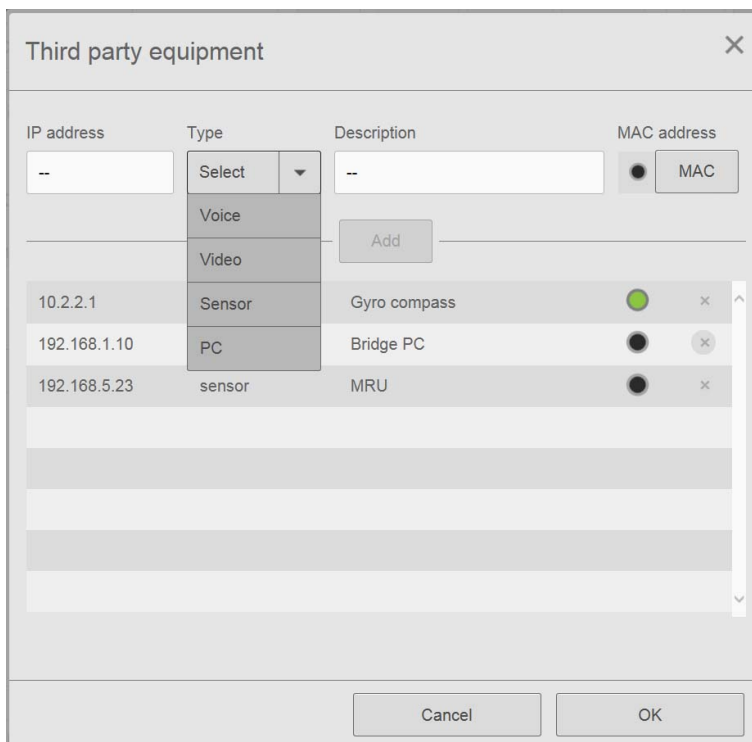 Third party equipment
IP address Type Description MAC address
-- Select -- MAC
Voice
Add
Video
10.2.2.1 Sensor Gyro compass
192.168.1.10 PC Bridge PC
192.168.5.23 sensor MRU
Cancel OK